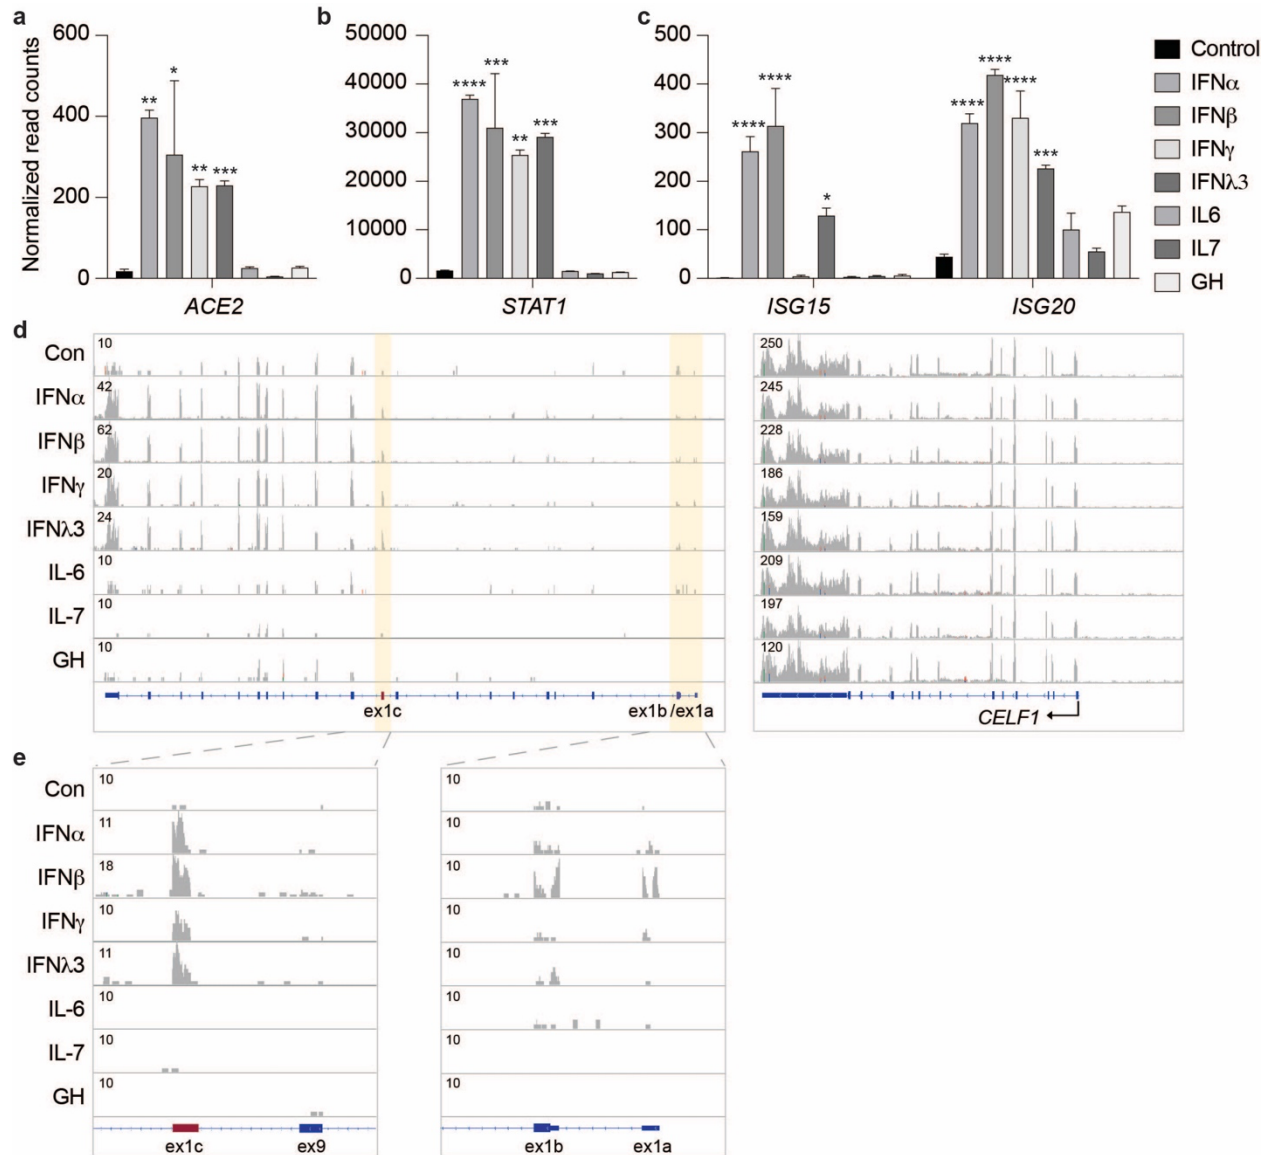 a
600
400
200
0
Normalized read counts
**
*
**
***
ACE2
b
50000
40000
30000
20000
10000
0
****
***
**
***
STAT1
c
500
400
300
200
100
0
****
****
*
ISG15
****
****
****
***
ISG20
Control
IFNα
IFNβ
IFNγ
IFNλ3
IL6
IL7
GH
d
Con
10
IFNα
42
IFNβ
62
IFNγ
20
IFNλ3
24
IL-6
10
IL-7
10
GH
10
ex1c
ex1b /ex1a
250
245
228
186
159
209
197
120
CELF1
e
Con
10
10
IFNα
11
10
IFNβ
18
10
IFNγ
10
10
IFNλ3
11
10
IL-6
10
10
IL-7
10
10
GH
10
10
ex1c
ex9
ex1b
ex1a